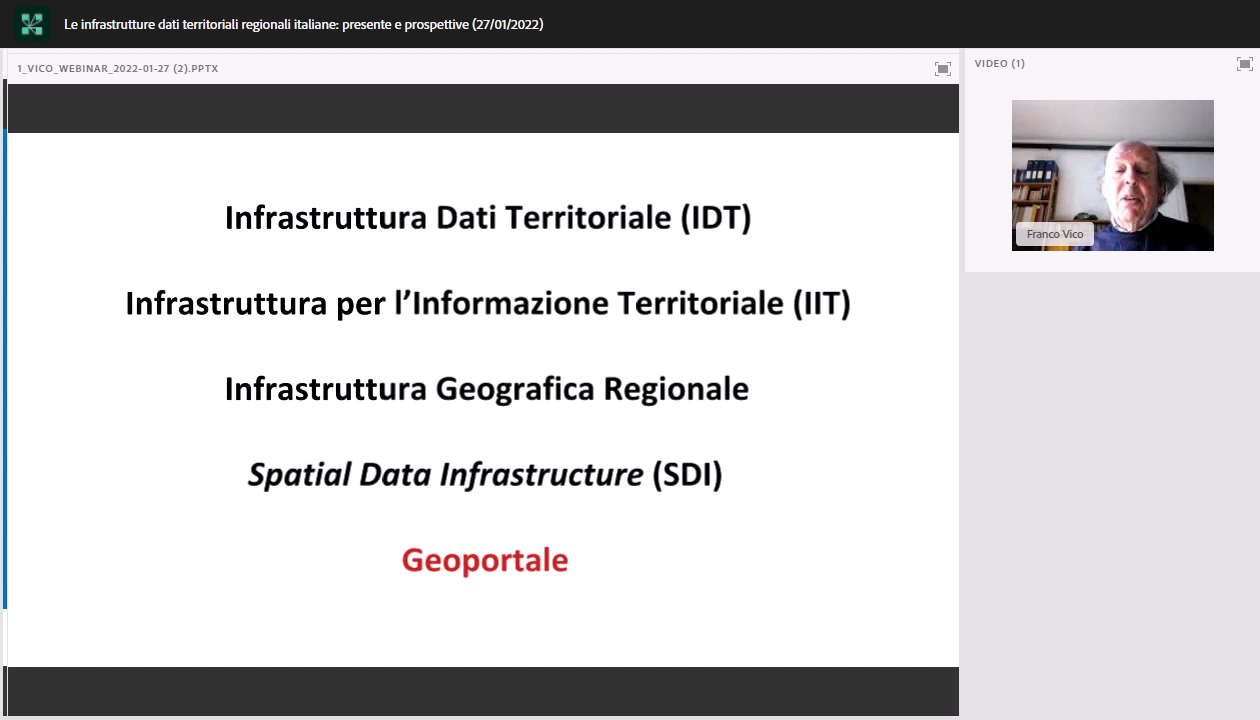 Le infrastrutture dati territoriali regionali italiane: presente e prospettive (27/01/2022)
1_VICO_WEBINAR_2022-01-27 (2).PPTX
VIDEO (1)
Infrastruttura Dati Territoriale (IDT)
Infrastruttura per l’Informazione Territoriale (IIT)
Infrastruttura Geografica Regionale
Spatial Data Infrastructure (SDI)
Geoportale
Franco Vico